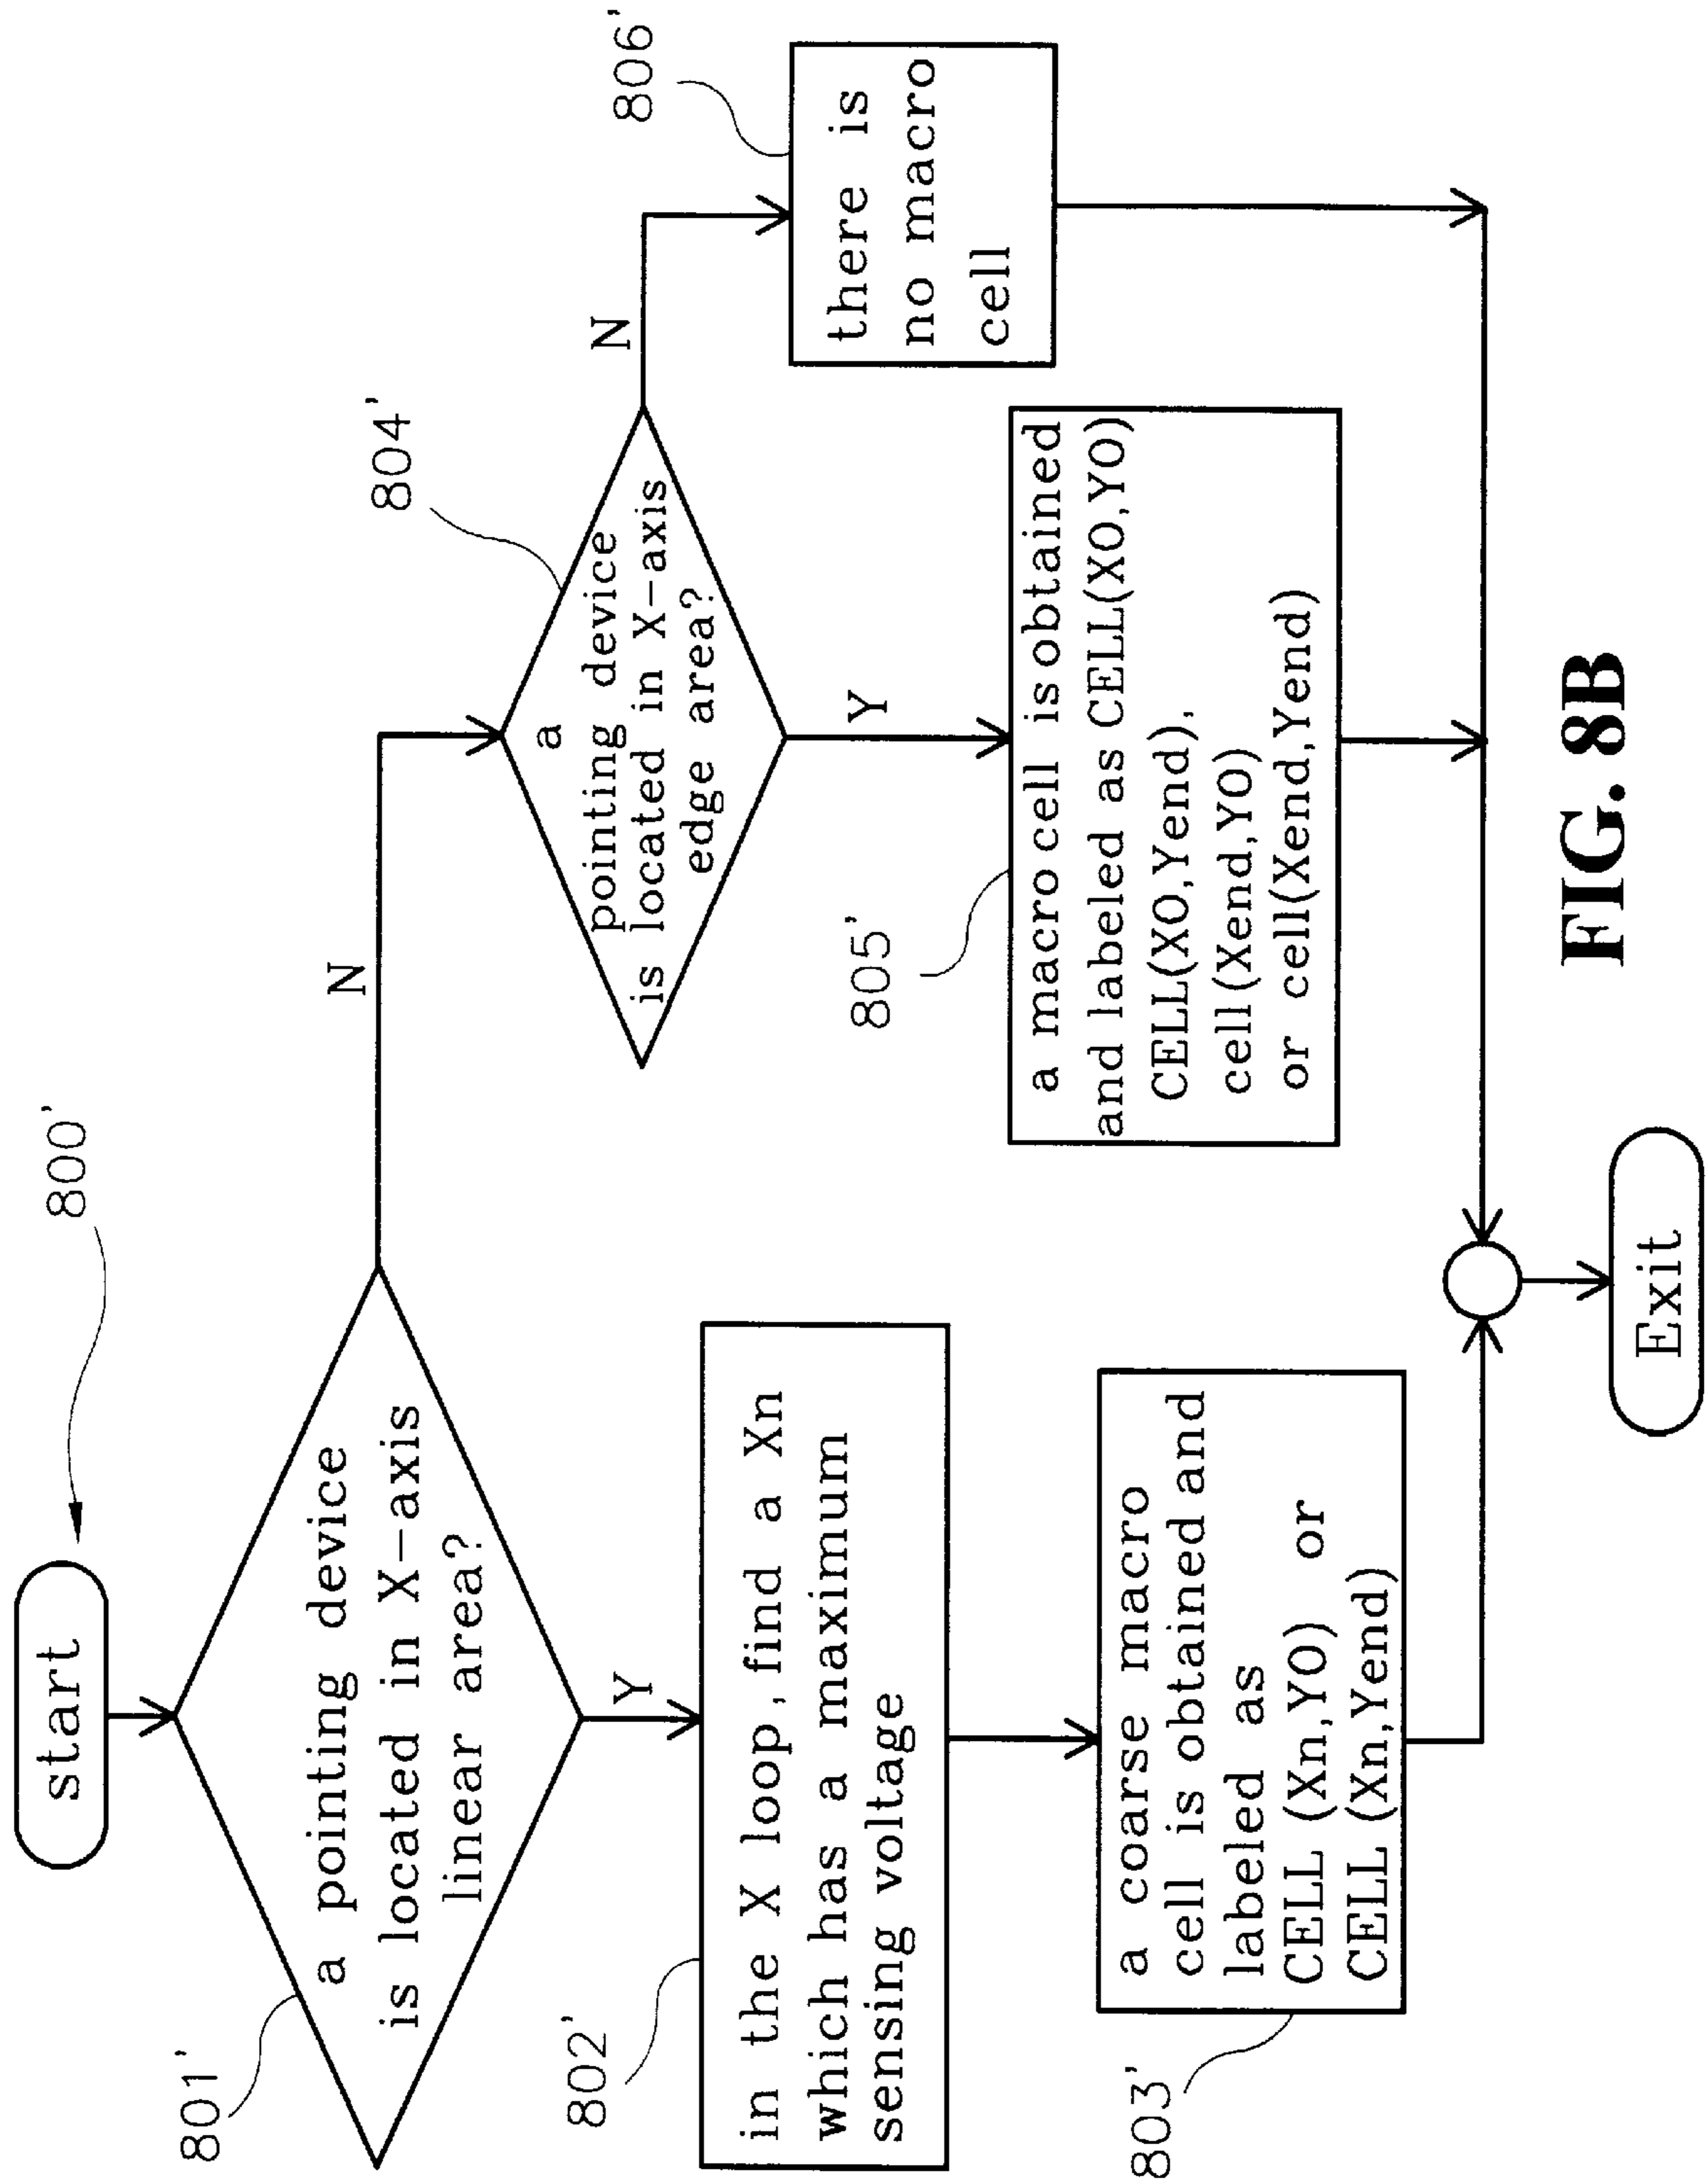 800'
start
801'
a pointing device
is located in X-axis
linear area?
N
Y
802'
in the X loop, find a Xn
which has a maximum
sensing voltage
803'
a coarse macro
cell is obtained and
labeled as
CELL (Xn,Y0) or
CELL (Xn,Yend)
804'
a
pointing device
is located in X-axis
edge area?
N
Y
805'
a macro cell is obtained
and labeled as CELL(X0,Y0)
CELL(X0,Yend),
cell(Xend,Y0)
or cell(Xend,Yend)
806'
there is
no macro
cell
Exit
FIG. 8B